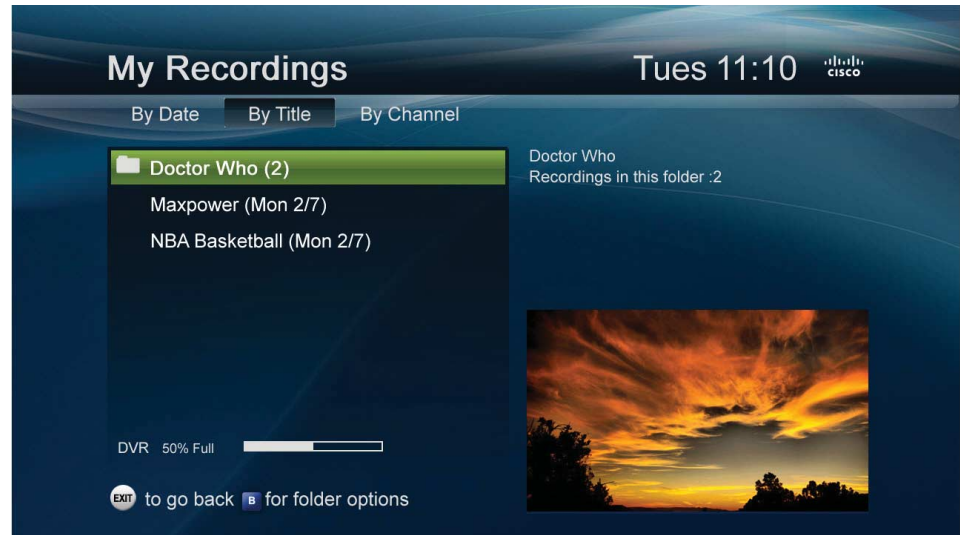 My Recordings
Tues 11:10
CISCO
By Date By Title By Channel
Doctor Who (2)
Maxpower (Mon 2/7)
NBA Basketball (Mon 2/7)
Doctor Who
Recordings in this folder :2
DVR 50% Full
EXIT to go back B for folder options